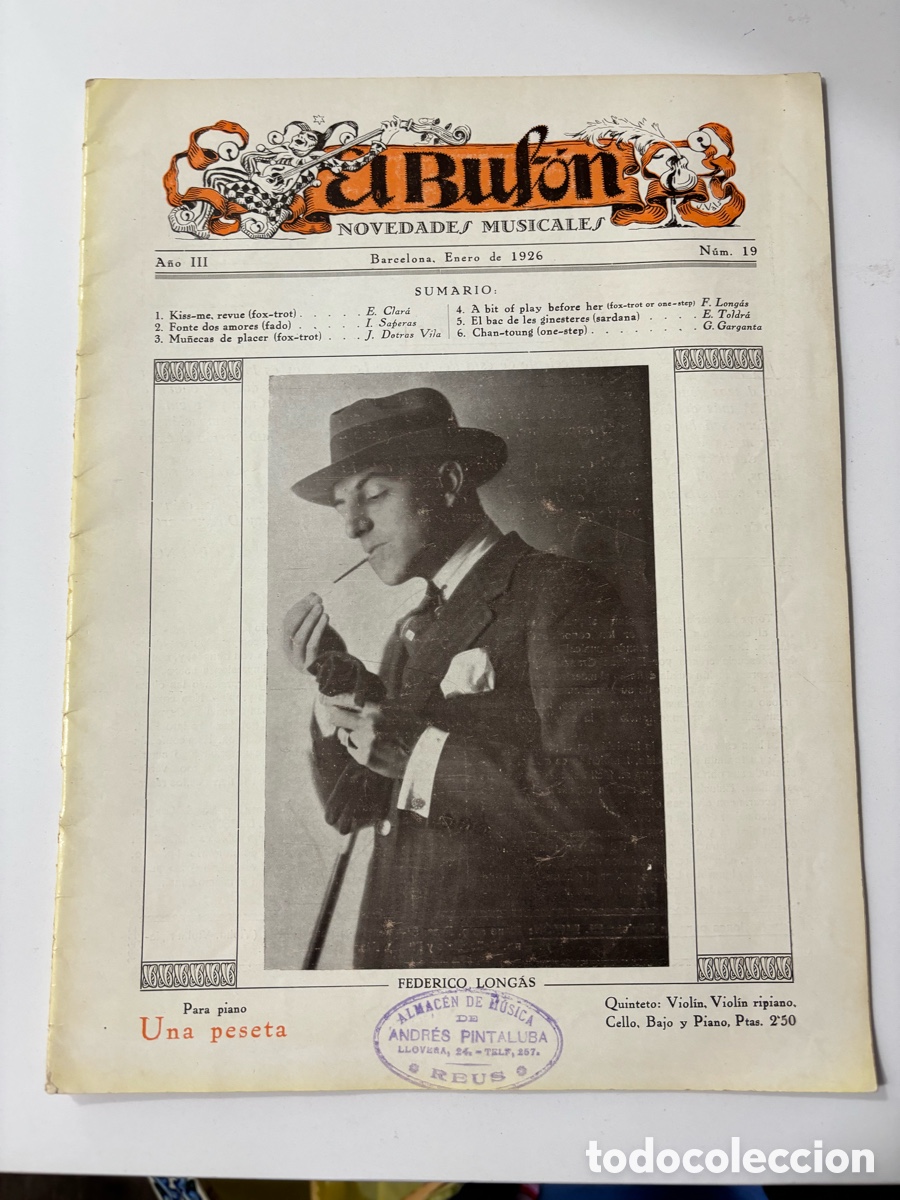 El Bufón
NOVEDADES MUSICALES
Año III
Barcelona, Enero de 1926
Núm. 19
SUMARIO:
1. Kiss-me, revue (fox-trot) . . . . . E. Clará
2. Fonte dos amores (fado) . . . . . I. Saperas
3. Muñecas de placer (fox-trot) . . . J. Dotras Vila
4. A bit of play before her (fox-trot or one-step) F. Longás
5. El bac de les ginesteres (sardana) . . . . E. Toldrá
6. Chan-toung (one-step) . . . . . . . . G. Garganta
FEDERICO LONGÁS
Para piano
Una peseta
ALMACÉN DE MÚSICA
DE
ANDRÉS PINTALUBA
LLOVERA, 24. - TELF, 257.
REUS
Quinteto: Violín, Violín ripiano,
Cello, Bajo y Piano, Ptas. 2'50
todocoleccion